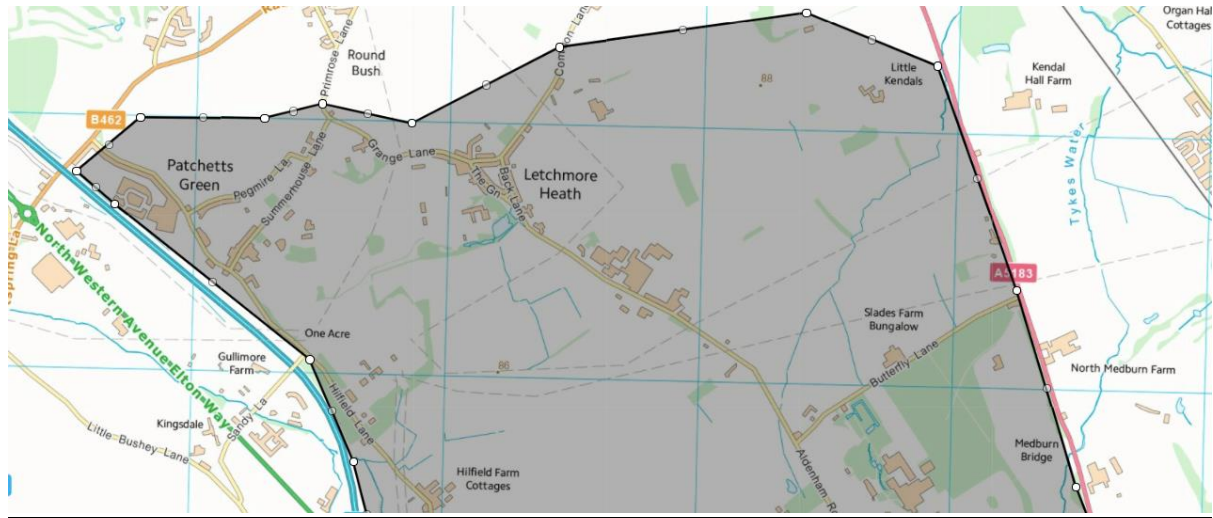 Organ Hal
Cottages
Primrose Lane
Round
Bush
Little
Kendals
88
Kendal
Hall Farm
B462
Tykes Water
Patchetts
Green
Pegmire La
Summerhouse Lane
Grange Lane
The Gn
Back Lane
Letchmore
Heath
North-Western-Avenue-Elton-Way
A5183
One Acre
Slades Farm
Bungalow
Gullimore
Farm
86
Butterfly Lane
North Medburn Farm
Hilfield Lane
Kingsdale
Sandy La
Little Bushey Lane
Medburn
Bridge
Hilfield Farm
Cottages
Aldenham Ro